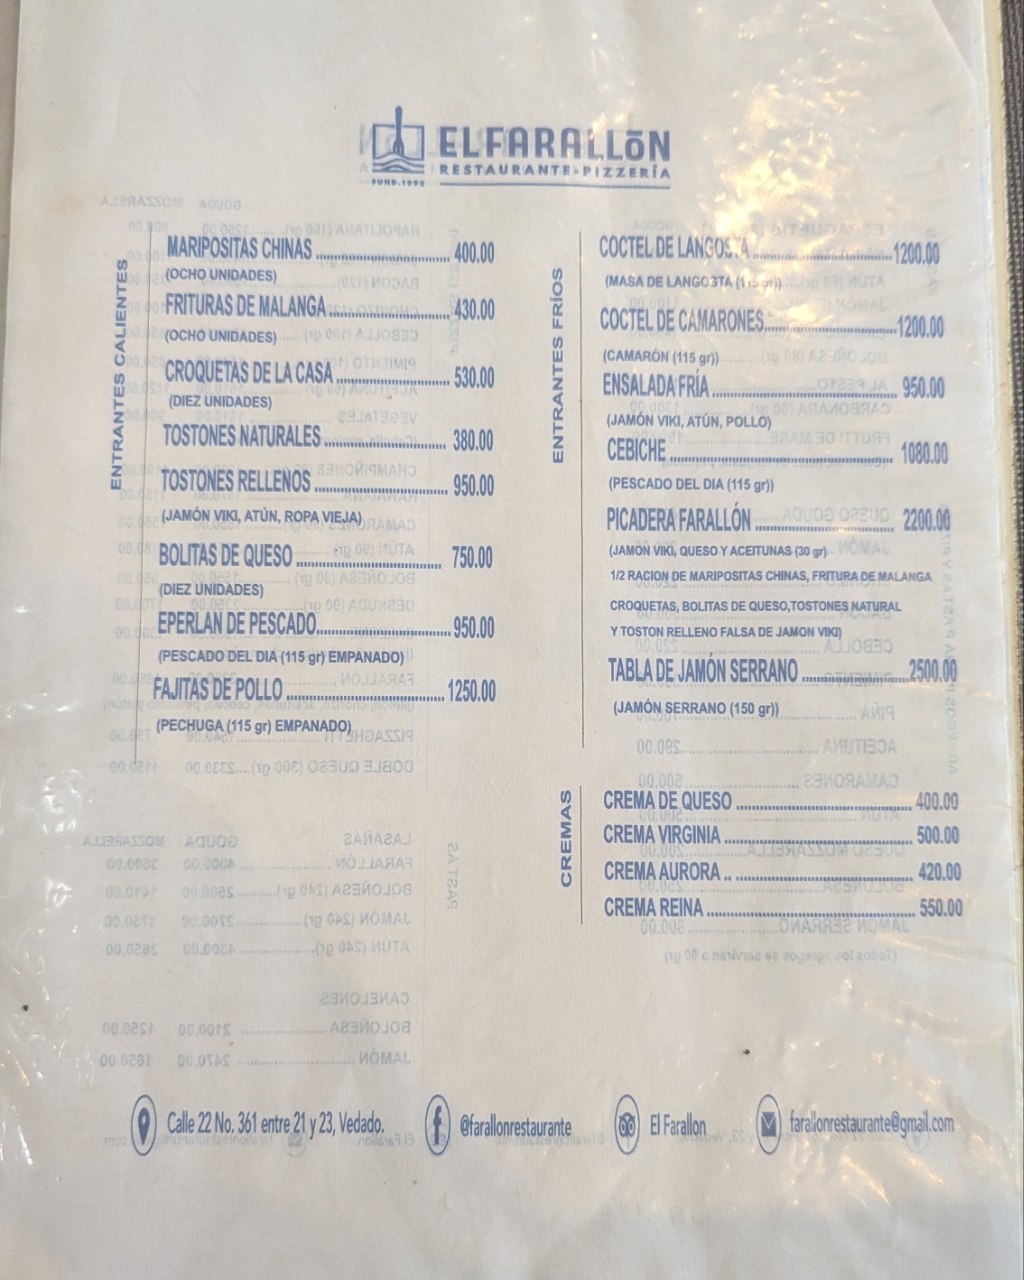 EL FARALLōN
RESTAURANTE·PIZZERÍA
FUND.1992
ENTRANTES CALIENTES
MARIPOSITAS CHINAS ........ 400.00
(OCHO UNIDADES)
FRITURAS DE MALANGA ........ 430.00
(OCHO UNIDADES)
CROQUETAS DE LA CASA ........ 530.00
(DIEZ UNIDADES)
TOSTONES NATURALES ........ 380.00
TOSTONES RELLENOS ........ 950.00
(JAMÓN VIKI, ATÚN, ROPA VIEJA)
BOLITAS DE QUESO ........ 750.00
(DIEZ UNIDADES)
EPERLAN DE PESCADO ........ 950.00
(PESCADO DEL DIA (115 gr) EMPANADO)
FAJITAS DE POLLO ........ 1250.00
(PECHUGA (115 gr) EMPANADO)
ENTRANTES FRÍOS
COCTEL DE LANGOSTA ........ 1200.00
(MASA DE LANGOSTA (115 gr))
COCTEL DE CAMARONES ........ 1200.00
(CAMARÓN (115 gr))
ENSALADA FRÍA ........ 950.00
(JAMÓN VIKI, ATÚN, POLLO)
CEBICHE ........ 1080.00
(PESCADO DEL DIA (115 gr))
PICADERA FARALLÓN ........ 2200.00
(JAMON VIKI, QUESO Y ACEITUNAS (30 gr)
1/2 RACION DE MARIPOSITAS CHINAS, FRITURA DE MALANGA
CROQUETAS, BOLITAS DE QUESO,TOSTONES NATURAL
Y TOSTON RELLENO FALSA DE JAMON VIKI)
TABLA DE JAMÓN SERRANO ........ 2500.00
(JAMÓN SERRANO (150 gr))
CREMAS
CREMA DE QUESO ........ 400.00
CREMA VIRGINIA ........ 500.00
CREMA AURORA .. ........ 420.00
CREMA REINA ........ 550.00
Calle 22 No. 361 entre 21 y 23, Vedado.
@farallonrestaurante
El Farallon
farallonrestaurante@gmail.com